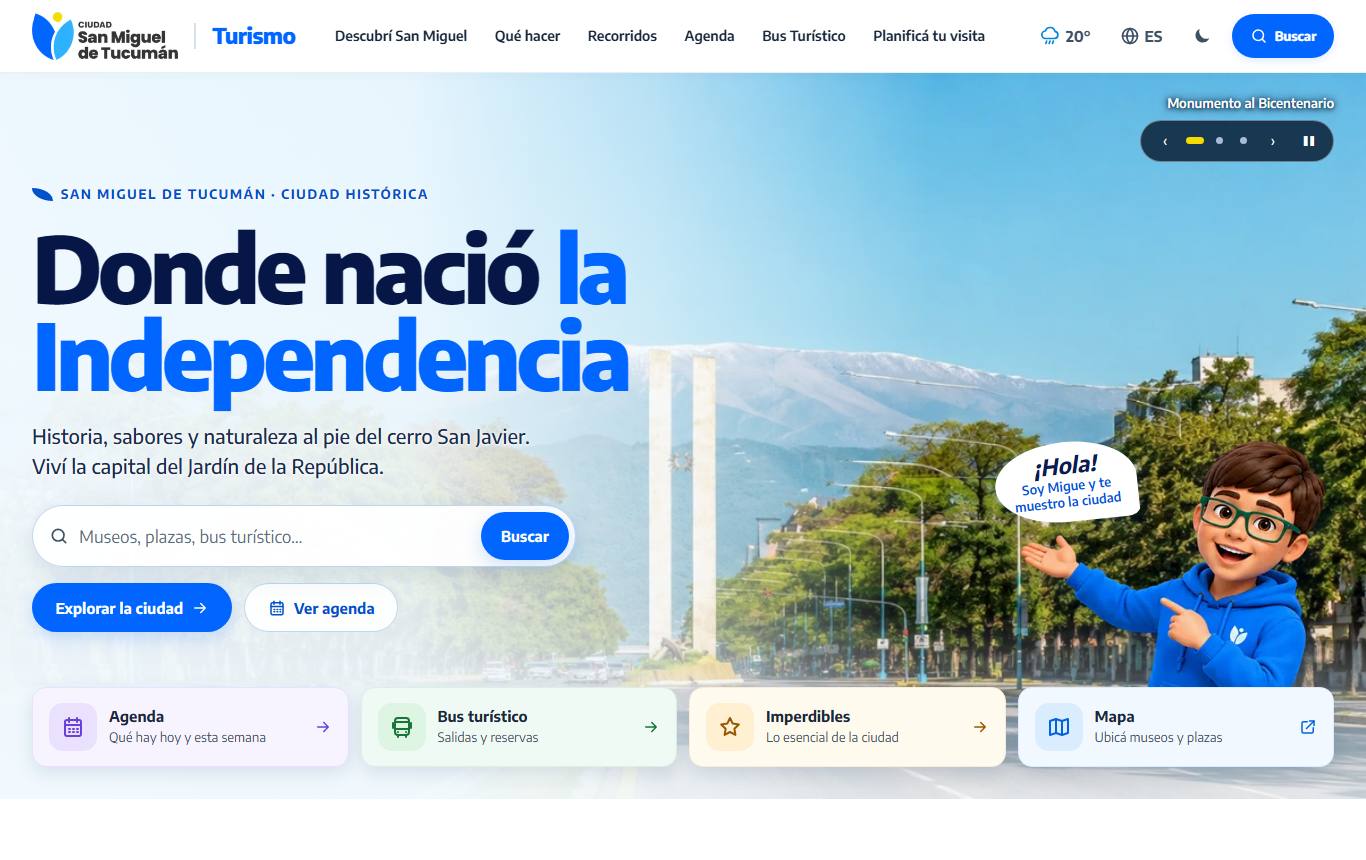 CIUDAD
San Miguel
de Tucumán
Turismo
Descubrí San Miguel
Qué hacer
Recorridos
Agenda
Bus Turístico
Planificá tu visita
20°
ES
Buscar
Monumento al Bicentenario
SAN MIGUEL DE TUCUMÁN · CIUDAD HISTÓRICA
Donde nació la
Independencia
Historia, sabores y naturaleza al pie del cerro San Javier.
Viví la capital del Jardín de la República.
¡Hola!
Soy Migue y te
muestro la ciudad
Museos, plazas, bus turístico...
Buscar
Explorar la ciudad
Ver agenda
Agenda
Qué hay hoy y esta semana
Bus turístico
Salidas y reservas
Imperdibles
Lo esencial de la ciudad
Mapa
Ubicá museos y plazas